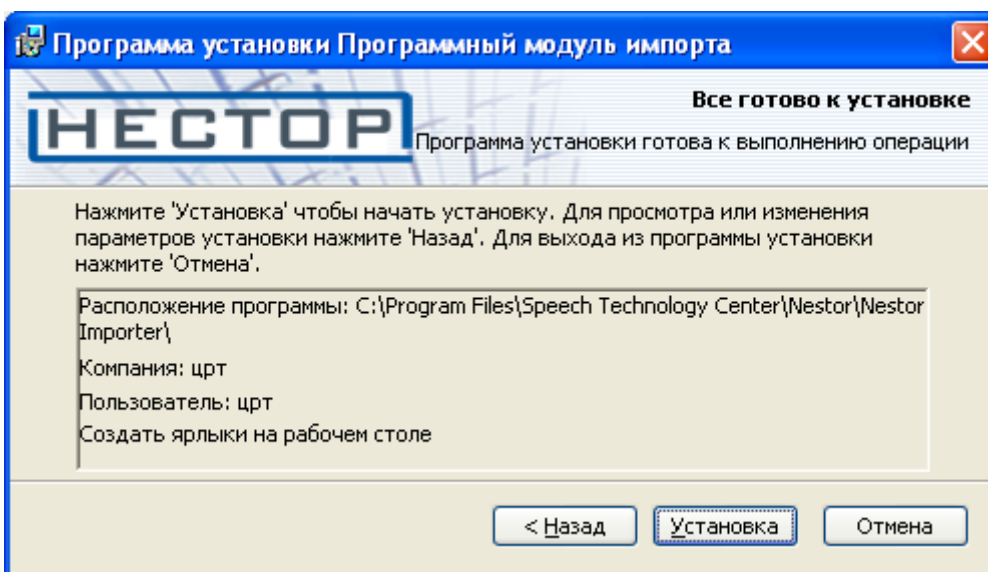 Программа установки Программный модуль импорта
НЕСТОР
Все готово к установке
Программа установки готова к выполнению операции
Нажмите 'Установка' чтобы начать установку. Для просмотра или изменения
параметров установки нажмите 'Назад'. Для выхода из программы установки
нажмите 'Отмена'.
Расположение программы: C:\Program Files\Speech Technology Center\Nestor\Nestor
Importer\
Компания: црт
Пользователь: црт
Создать ярлыки на рабочем столе
< Назад
Установка
Отмена